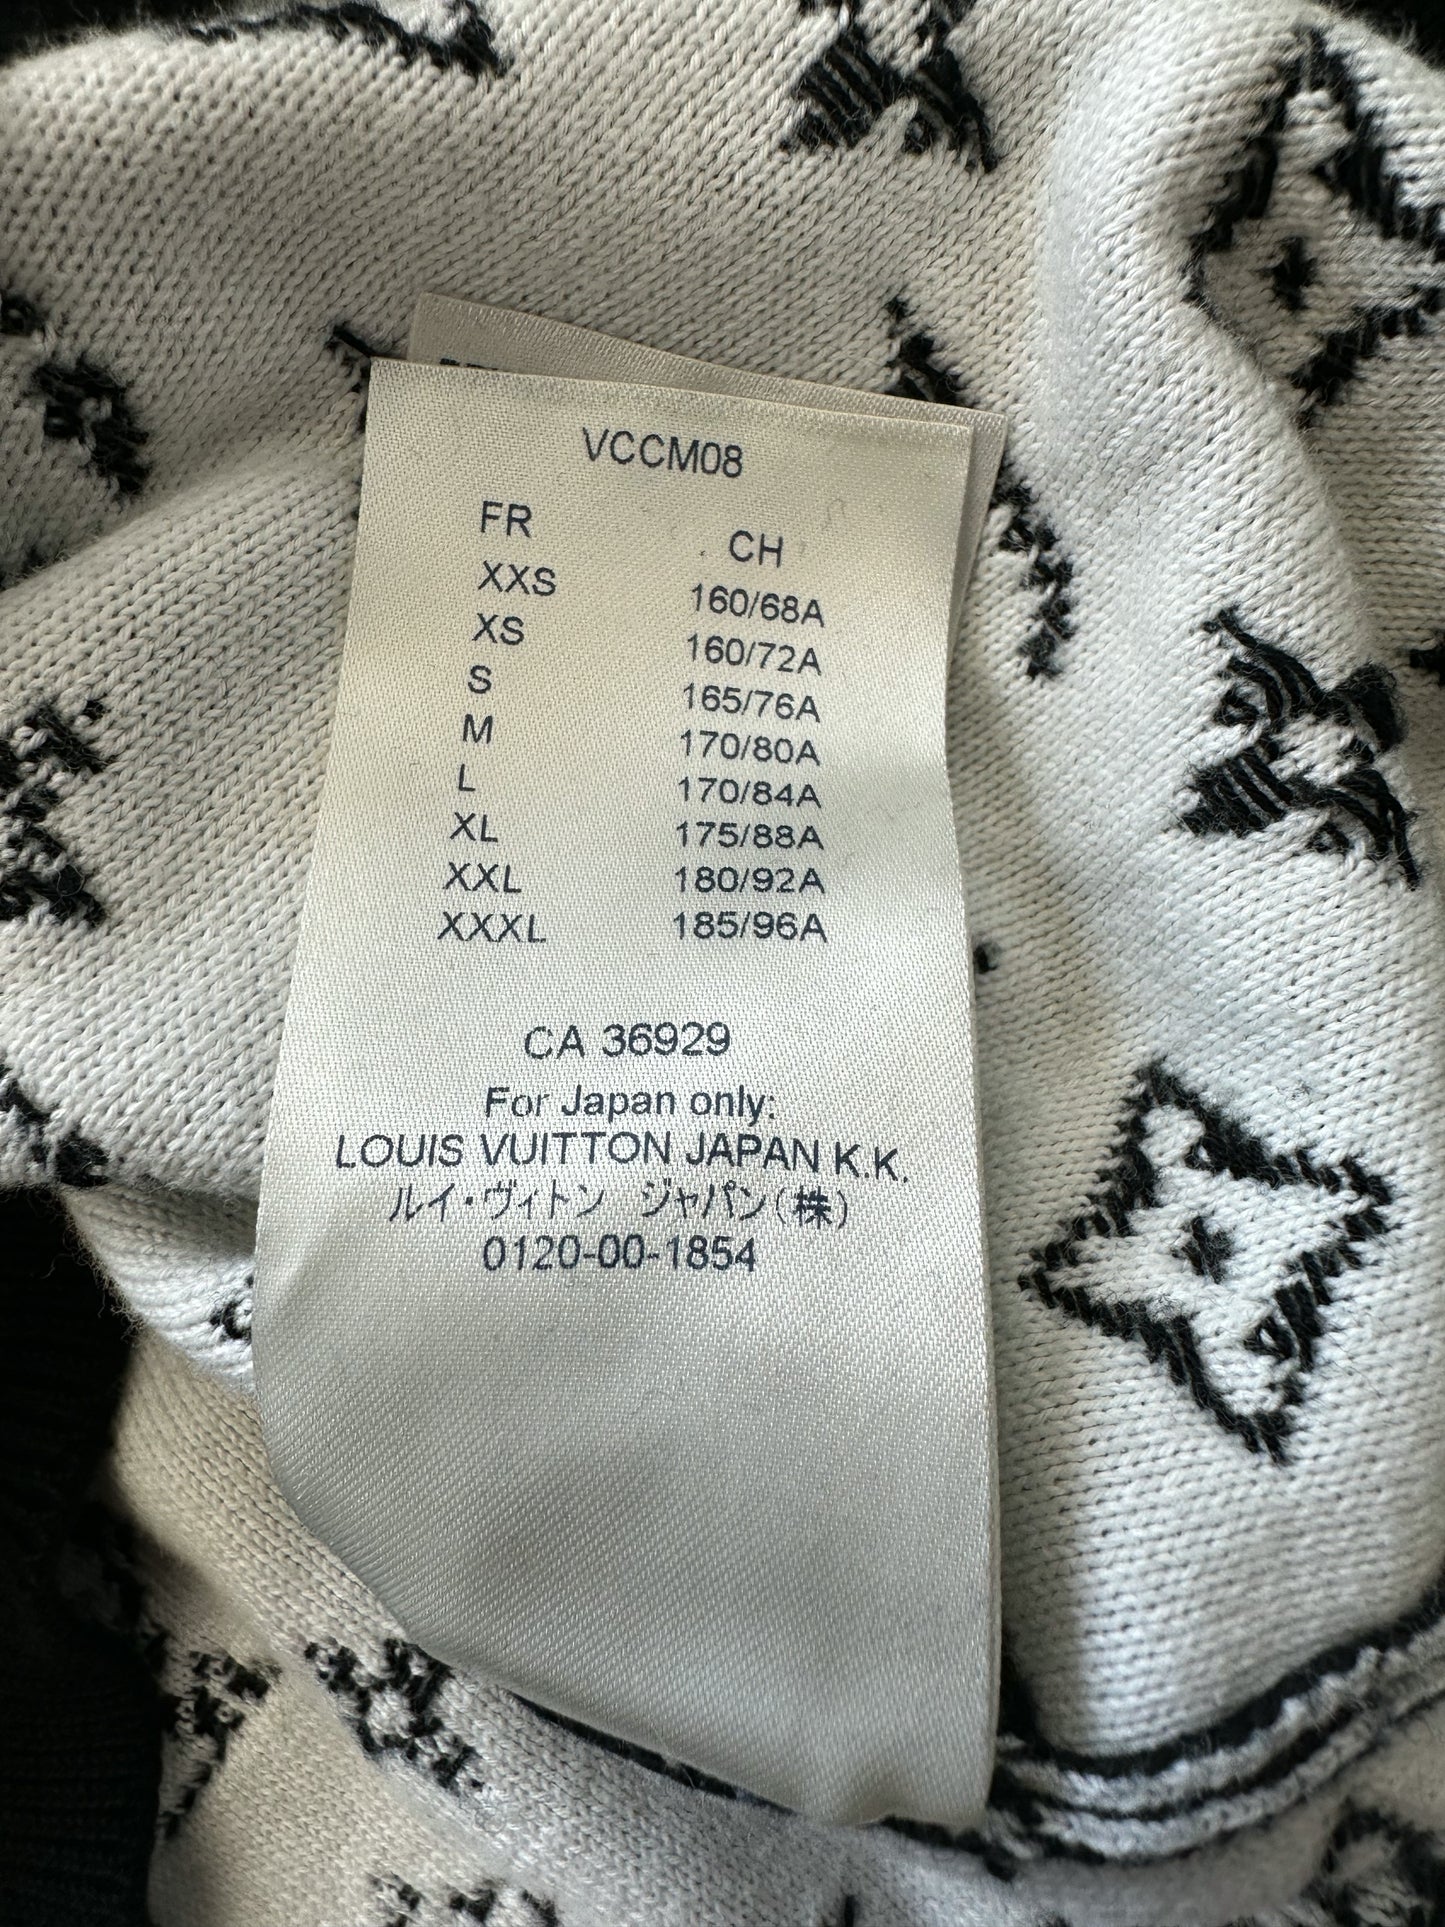 VCCM08
FR CH
XXS 160/68A
XS 160/72A
S 165/76A
M 170/80A
L 170/84A
XL 175/88A
XXL 180/92A
XXXL 185/96A
CA 36929
For Japan only:
LOUIS VUITTON JAPAN K.K.
ルイ・ヴィトン ジャパン(株)
0120-00-1854